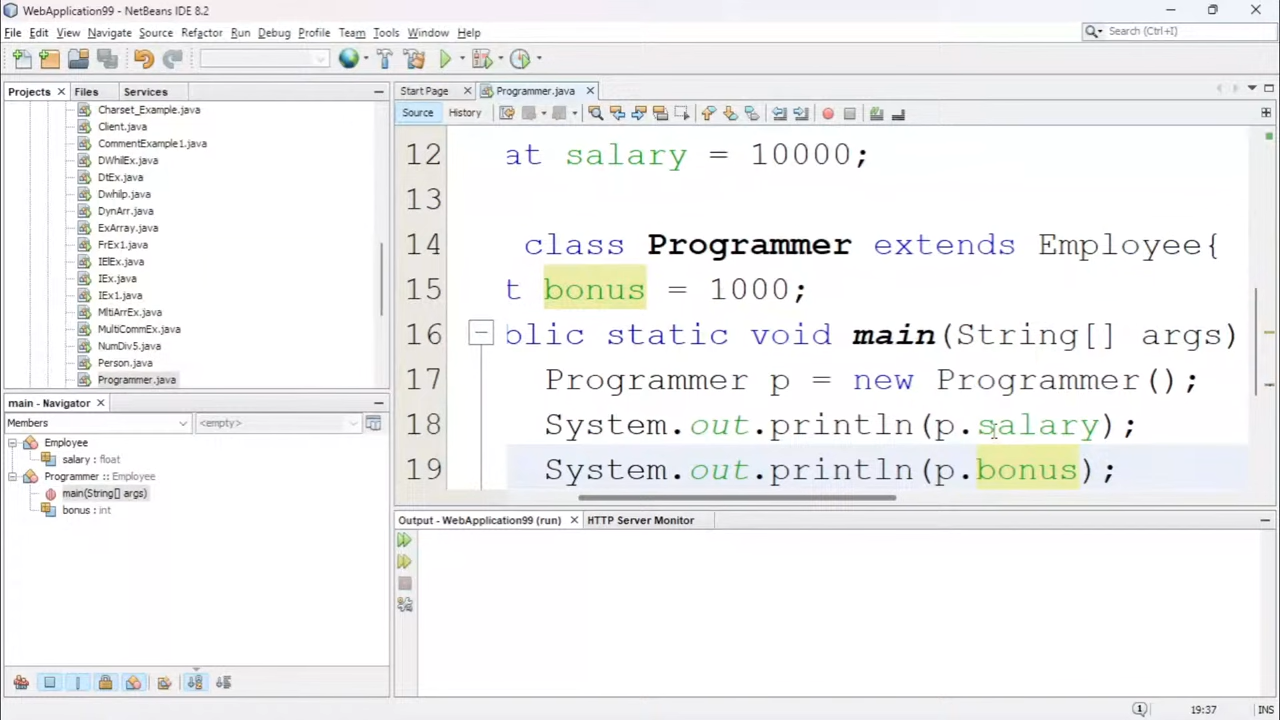 WebApplication99 - NetBeans IDE 8.2
File Edit View Navigate Source Refactor Run Debug Profile Team Tools Window Help
Search (Ctrl+I)
Projects Files Services
Charset_Example.java
Client.java
CommentExample1.java
DWhilEx.java
DtEx.java
Dwhilp.java
DynArr.java
ExArray.java
FrEx1.java
IElEx.java
IEx.java
IEx1.java
MltiArrEx.java
MultiCommEx.java
NumDiv5.java
Person.java
Programmer.java
main - Navigator
Members <empty>
Employee
salary : float
Programmer :: Employee
main(String[] args)
bonus : int
Start Page Programmer.java
Source History
12 at salary = 10000;
13
14 class Programmer extends Employee{
15 t bonus = 1000;
16 blic static void main(String[] args)
17 Programmer p = new Programmer();
18 System.out.println(p.salary);
19 System.out.println(p.bonus);
Output - WebApplication99 (run) HTTP Server Monitor
19:37 INS